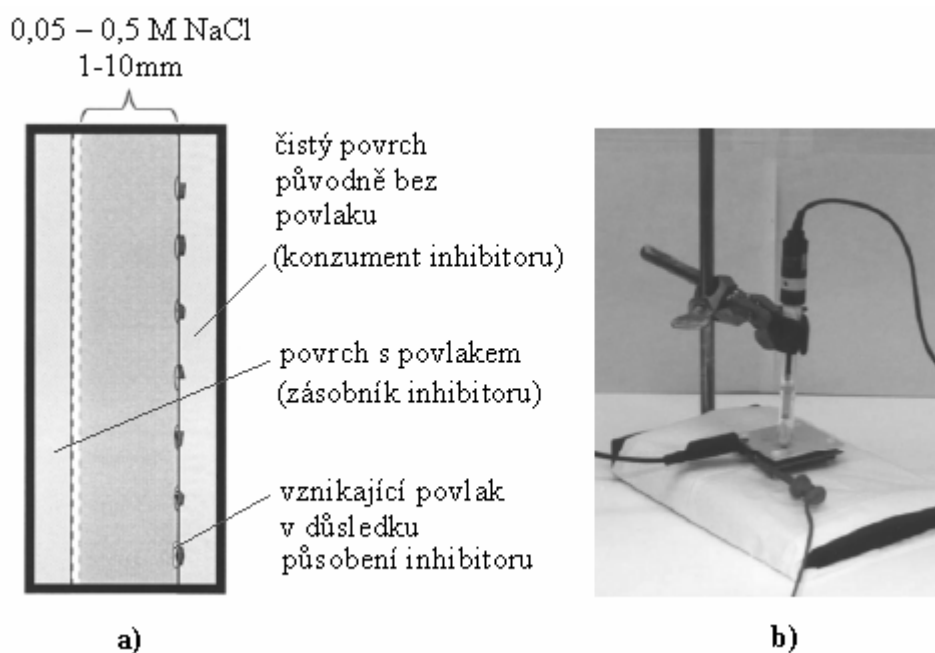 0,05 – 0,5 M NaCl
1-10mm
čistý povrch
původně bez
povlaku
(konzument inhibitoru)
povrch s povlakem
(zásobník inhibitoru)
vznikající povlak
v důsledku
působení inhibitoru
a)
b)